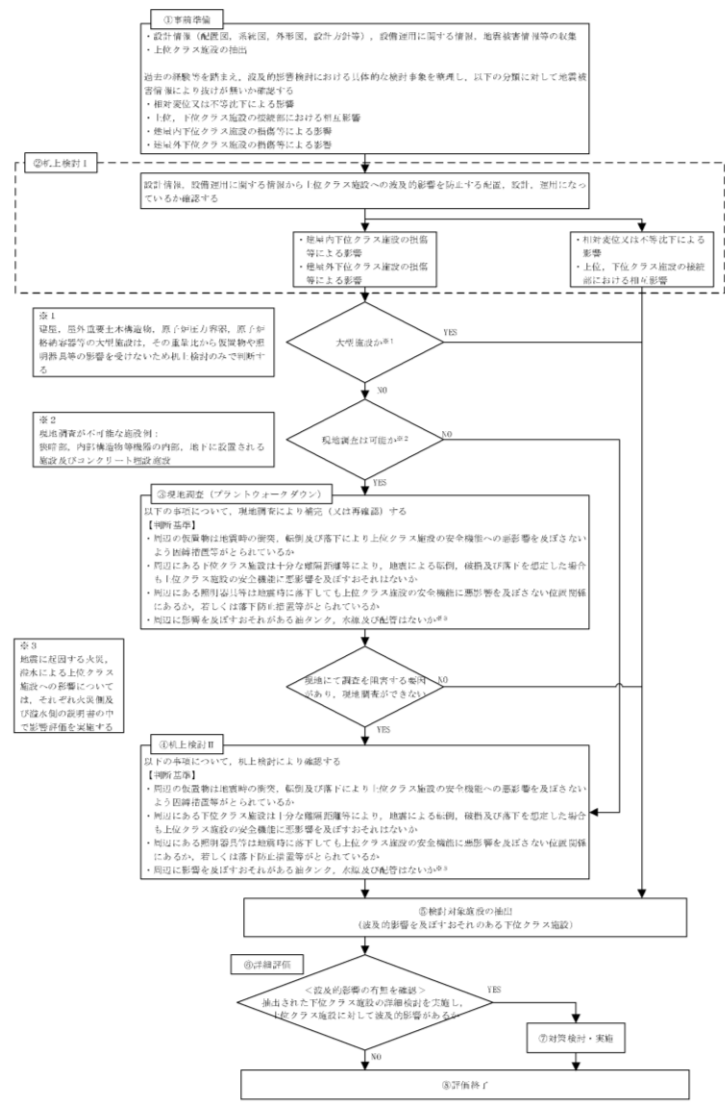 ①事前準備
・設計情報（配置図，系統図，外形図，設計方針等），設備運用に関する情報，地震被害情報等の収集
・上位クラス施設の抽出
過去の経験等を踏まえ，波及的影響検討における具体的な検討事象を整理し，以下の分類に対して地震被
害情報により抜けが無いか確認する
・相対変位又は不等沈下による影響
・上位，下位クラス施設の接続部における相互影響
・建屋内下位クラス施設の損傷等による影響
・建屋外下位クラス施設の損傷等による影響
②机上検討Ⅰ
設計情報，設備運用に関する情報から上位クラス施設への波及的影響を防止する配置，設計，運用になっ
ているか確認する
・建屋内下位クラス施設の損傷
等による影響
・建屋外下位クラス施設の損傷
等による影響
・相対変位又は不等沈下による
影響
・上位，下位クラス施設の接続
部における相互影響
※1
建屋，屋外重要土木構造物，原子炉圧力容器，原子炉
格納容器等の大型施設は，その重量比から仮置物や照
明器具等の影響を受けないため机上検討のみで判断す
る
大型施設か※1
YES
NO
※2
現地調査が不可能な施設例：
狭暗部，内部構造物等機器の内部，地下に設置される
施設及びコンクリート埋設施設
現地調査は可能か※2
NO
YES
③現地調査（プラントウォークダウン）
以下の事項について，現地調査により補完（又は再確認）する
【判断基準】
・周辺の仮置物は地震時の衝突，転倒及び落下により上位クラス施設の安全機能への悪影響を及ぼさない
よう固縛措置等がとられているか
・周辺にある下位クラス施設は十分な離隔距離等により，地震による転倒，破損及び落下を想定した場合
も上位クラス施設の安全機能に悪影響を及ぼすおそれはないか
・周辺にある照明器具等は地震時に落下しても上位クラス施設の安全機能に悪影響を及ぼさない位置関係
にあるか，若しくは落下防止措置等がとられているか
・周辺に影響を及ぼすおそれがある油タンク，水源及び配管はないか※3
※3
地震に起因する火災，
溢水による上位クラス
施設への影響について
は，それぞれ火災側及
び溢水側の説明書の中
で影響評価を実施する
現地にて調査を阻害する要因
があり，現地調査ができない
NO
YES
④机上検討Ⅱ
以下の事項について，机上検討により確認する
【判断基準】
・周辺の仮置物は地震時の衝突，転倒及び落下により上位クラス施設の安全機能への悪影響を及ぼさない
よう固縛措置等がとられているか
・周辺にある下位クラス施設は十分な離隔距離等により，地震による転倒，破損及び落下を想定した場合
も上位クラス施設の安全機能に悪影響を及ぼすおそれはないか
・周辺にある照明器具等は地震時に落下しても上位クラス施設の安全機能に悪影響を及ぼさない位置関係
にあるか，若しくは落下防止措置等がとられているか
・周辺に影響を及ぼすおそれがある油タンク，水源及び配管はないか※3
⑤検討対象施設の抽出
（波及的影響を及ぼすおそれのある下位クラス施設）
⑥詳細評価
＜波及的影響の有無を確認＞
抽出された下位クラス施設の詳細検討を実施し，
上位クラス施設に対して波及的影響があるか
YES
NO
⑦対策検討・実施
⑧評価終了